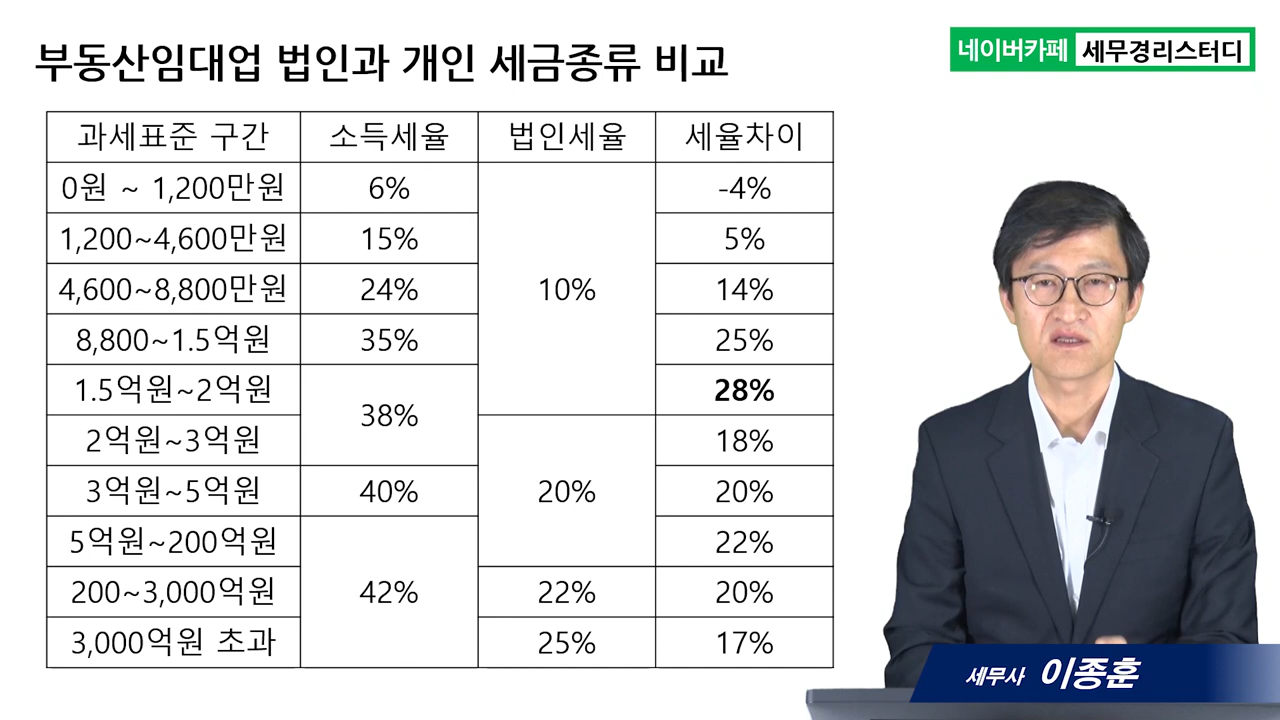 부동산임대업 법인과 개인 세금종류 비교
네이버카페 세무경리스터디
과세표준 구간 소득세율 법인세율 세율차이
0원 ~ 1,200만원 6% -4%
1,200~4,600만원 15% 5%
4,600~8,800만원 24% 10% 14%
8,800~1.5억원 35% 25%
1.5억원~2억원 28%
38%
2억원~3억원 18%
3억원~5억원 40% 20% 20%
5억원~200억원 22%
200~3,000억원 42% 22% 20%
3,000억원 초과 25% 17%
세무사 이종훈